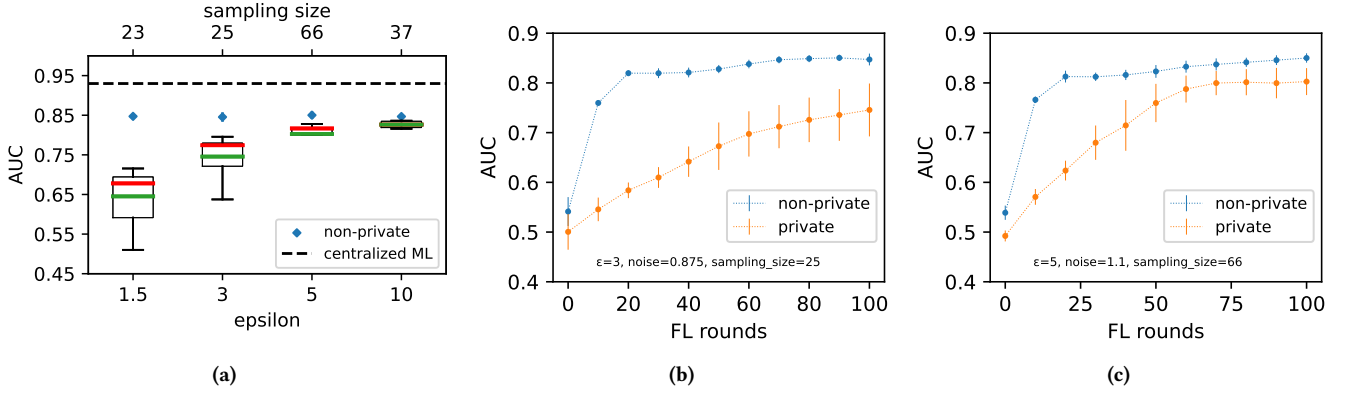 sampling size
23 25 66 37
AUC
0.95
0.85
0.75
0.65
0.55
0.45
non-private
centralized ML
1.5 3 5 10
epsilon
(a)
AUC
0.9
0.8
0.7
0.6
0.5
0.4
non-private
private
ε=3, noise=0.875, sampling_size=25
0 20 40 60 80 100
FL rounds
(b)
AUC
0.9
0.8
0.7
0.6
0.5
0.4
non-private
private
ε=5, noise=1.1, sampling_size=66
0 25 50 75 100
FL rounds
(c)